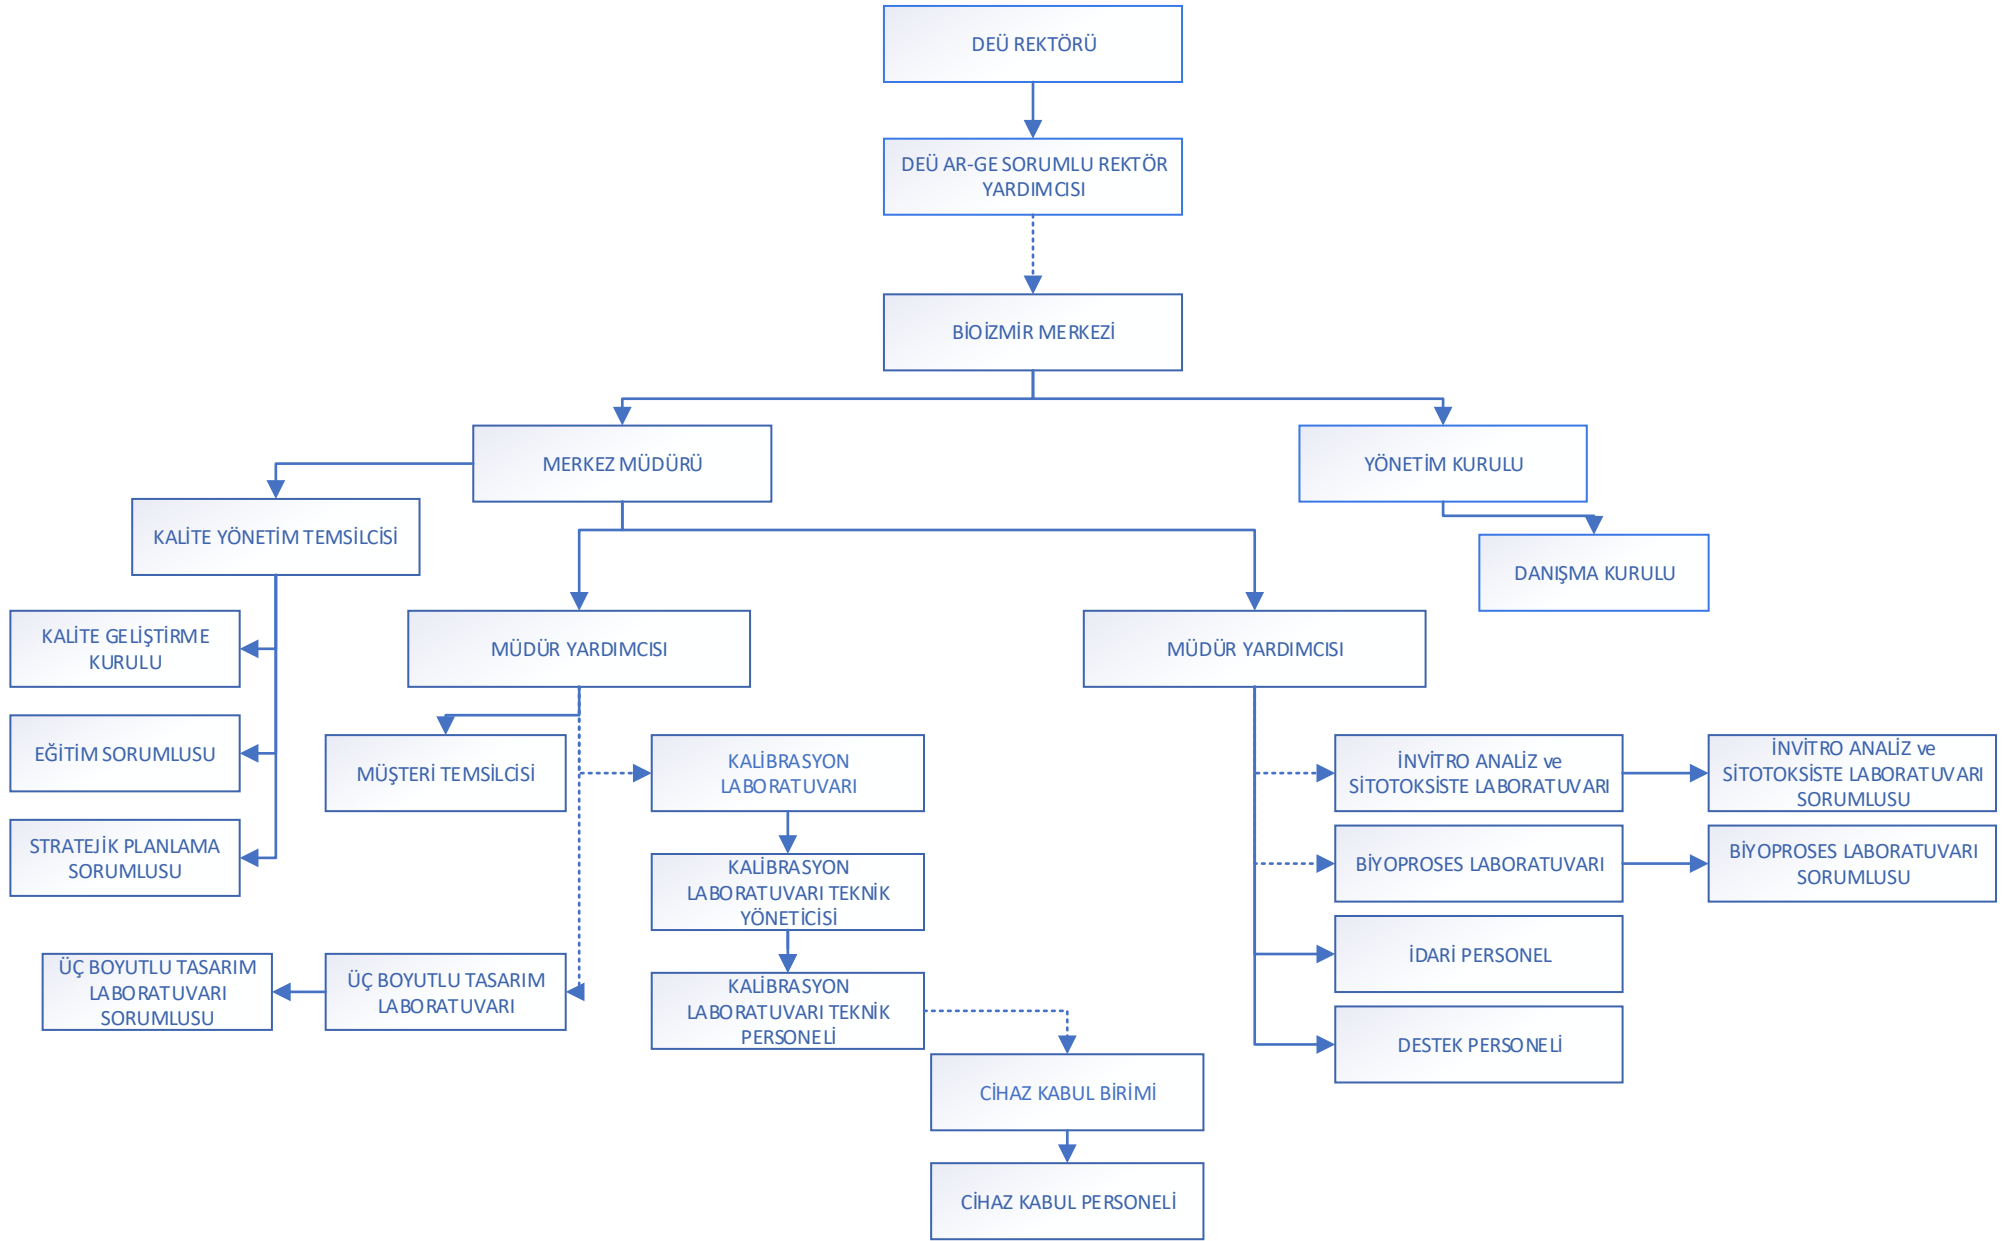 DEÜ REKTÖRÜ
DEÜ AR-GE SORUMLU REKTÖR
YARDIMCISI
BİOİZMİR MERKEZİ
MERKEZ MÜDÜRÜ
YÖNETİM KURULU
KALİTE YÖNETİM TEMSİLCİSİ
DANIŞMA KURULU
KALİTE GELİŞTİRME
KURULU
MÜDÜR YARDIMCISI
MÜDÜR YARDIMCISI
EĞİTİM SORUMLUSU
MÜŞTERİ TEMSİLCİSİ
KALİBRASYON
LABORATUVARI
İNVİTRO ANALİZ ve
SİTOTOKSİSTE LABORATUVARI
İNVİTRO ANALİZ ve
SİTOTOKSİSTE LABORATUVARI
SORUMLUSU
STRATEJİK PLANLAMA
SORUMLUSU
KALİBRASYON
LABORATUVARI TEKNİK
YÖNETİCİSİ
BİYOPROSES LABORATUVARI
BİYOPROSES LABORATUVARI
SORUMLUSU
ÜÇ BOYUTLU TASARIM
LABORATUVARI
SORUMLUSU
ÜÇ BOYUTLU TASARIM
LABORATUVARI
KALİBRASYON
LABORATUVARI TEKNİK
PERSONELİ
İDARİ PERSONEL
DESTEK PERSONELİ
CİHAZ KABUL BİRİMİ
CİHAZ KABUL PERSONELİ